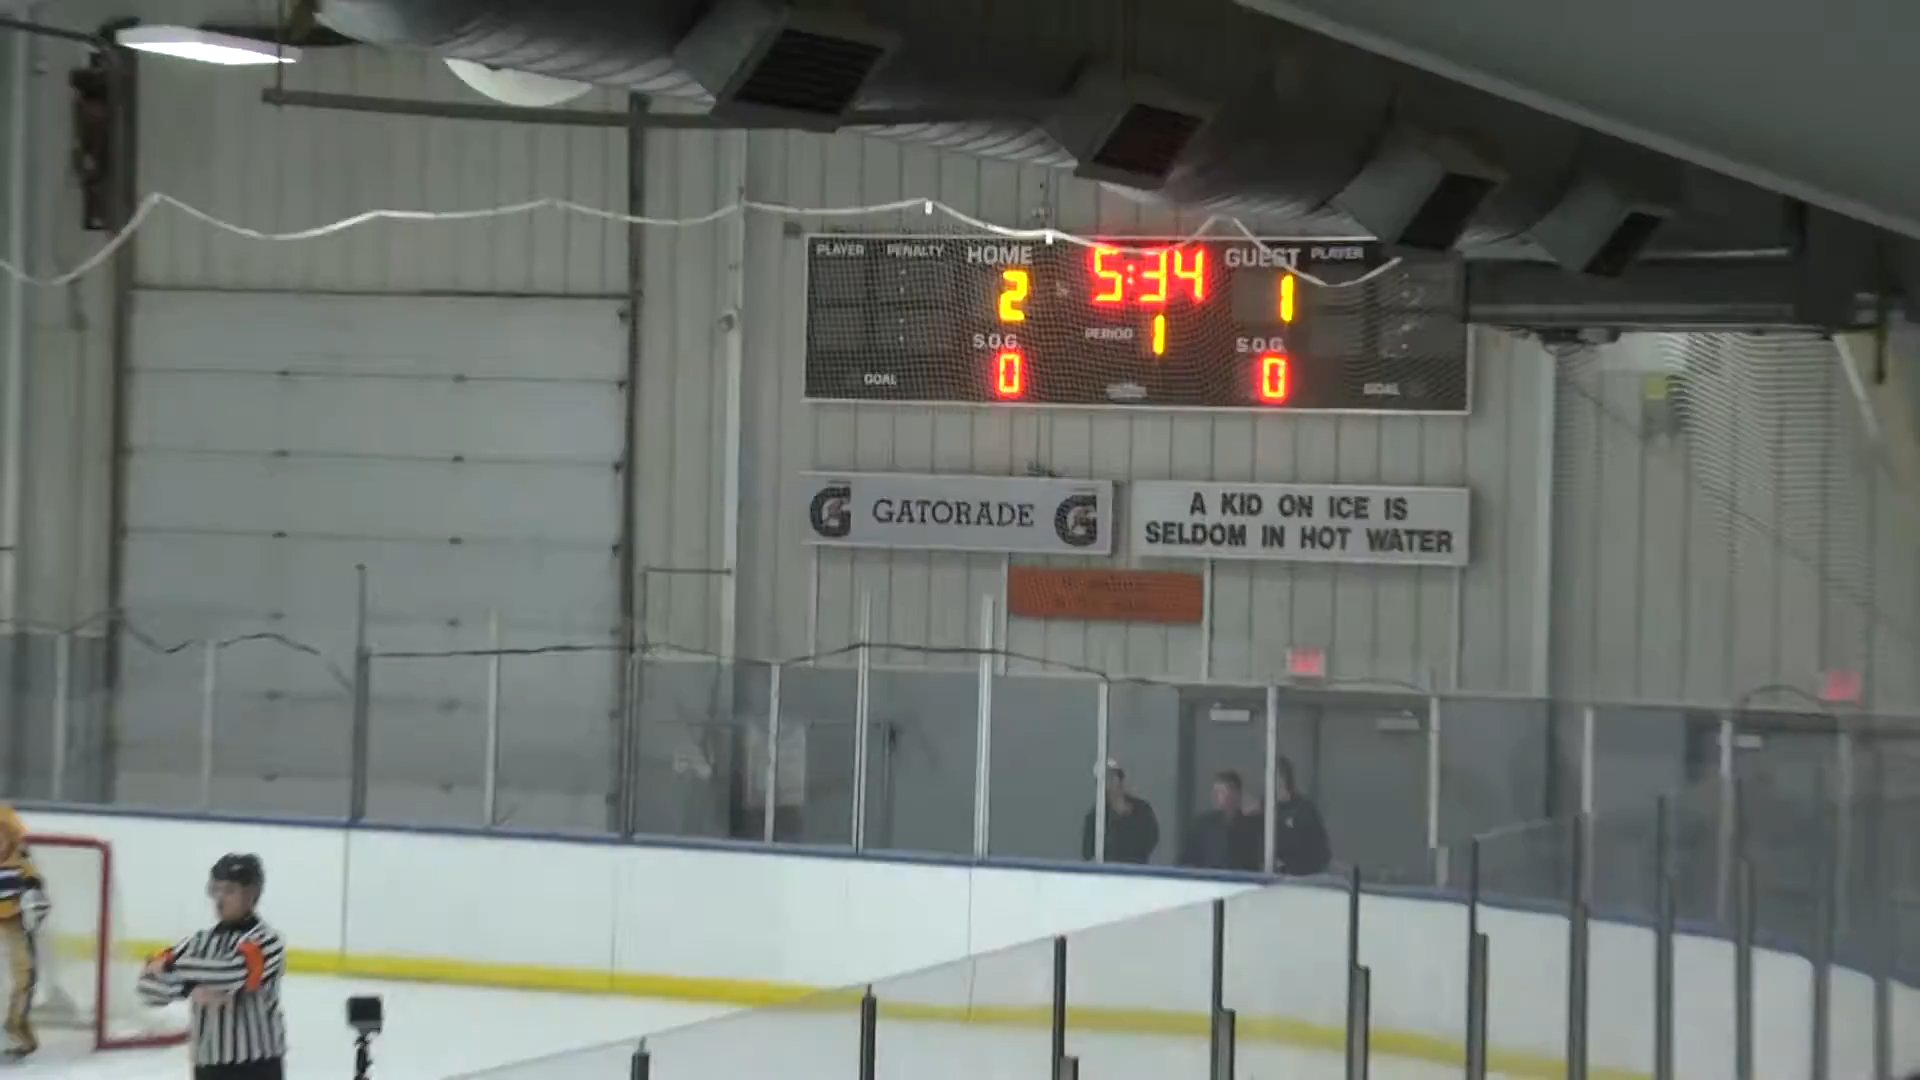 PLAYER PENALTY HOME 5:34 GUEST PLAYER
2 1
PERIOD 1
S.O.G. S.O.G.
0 0
GOAL GOAL
G GATORADE G
A KID ON ICE IS
SELDOM IN HOT WATER